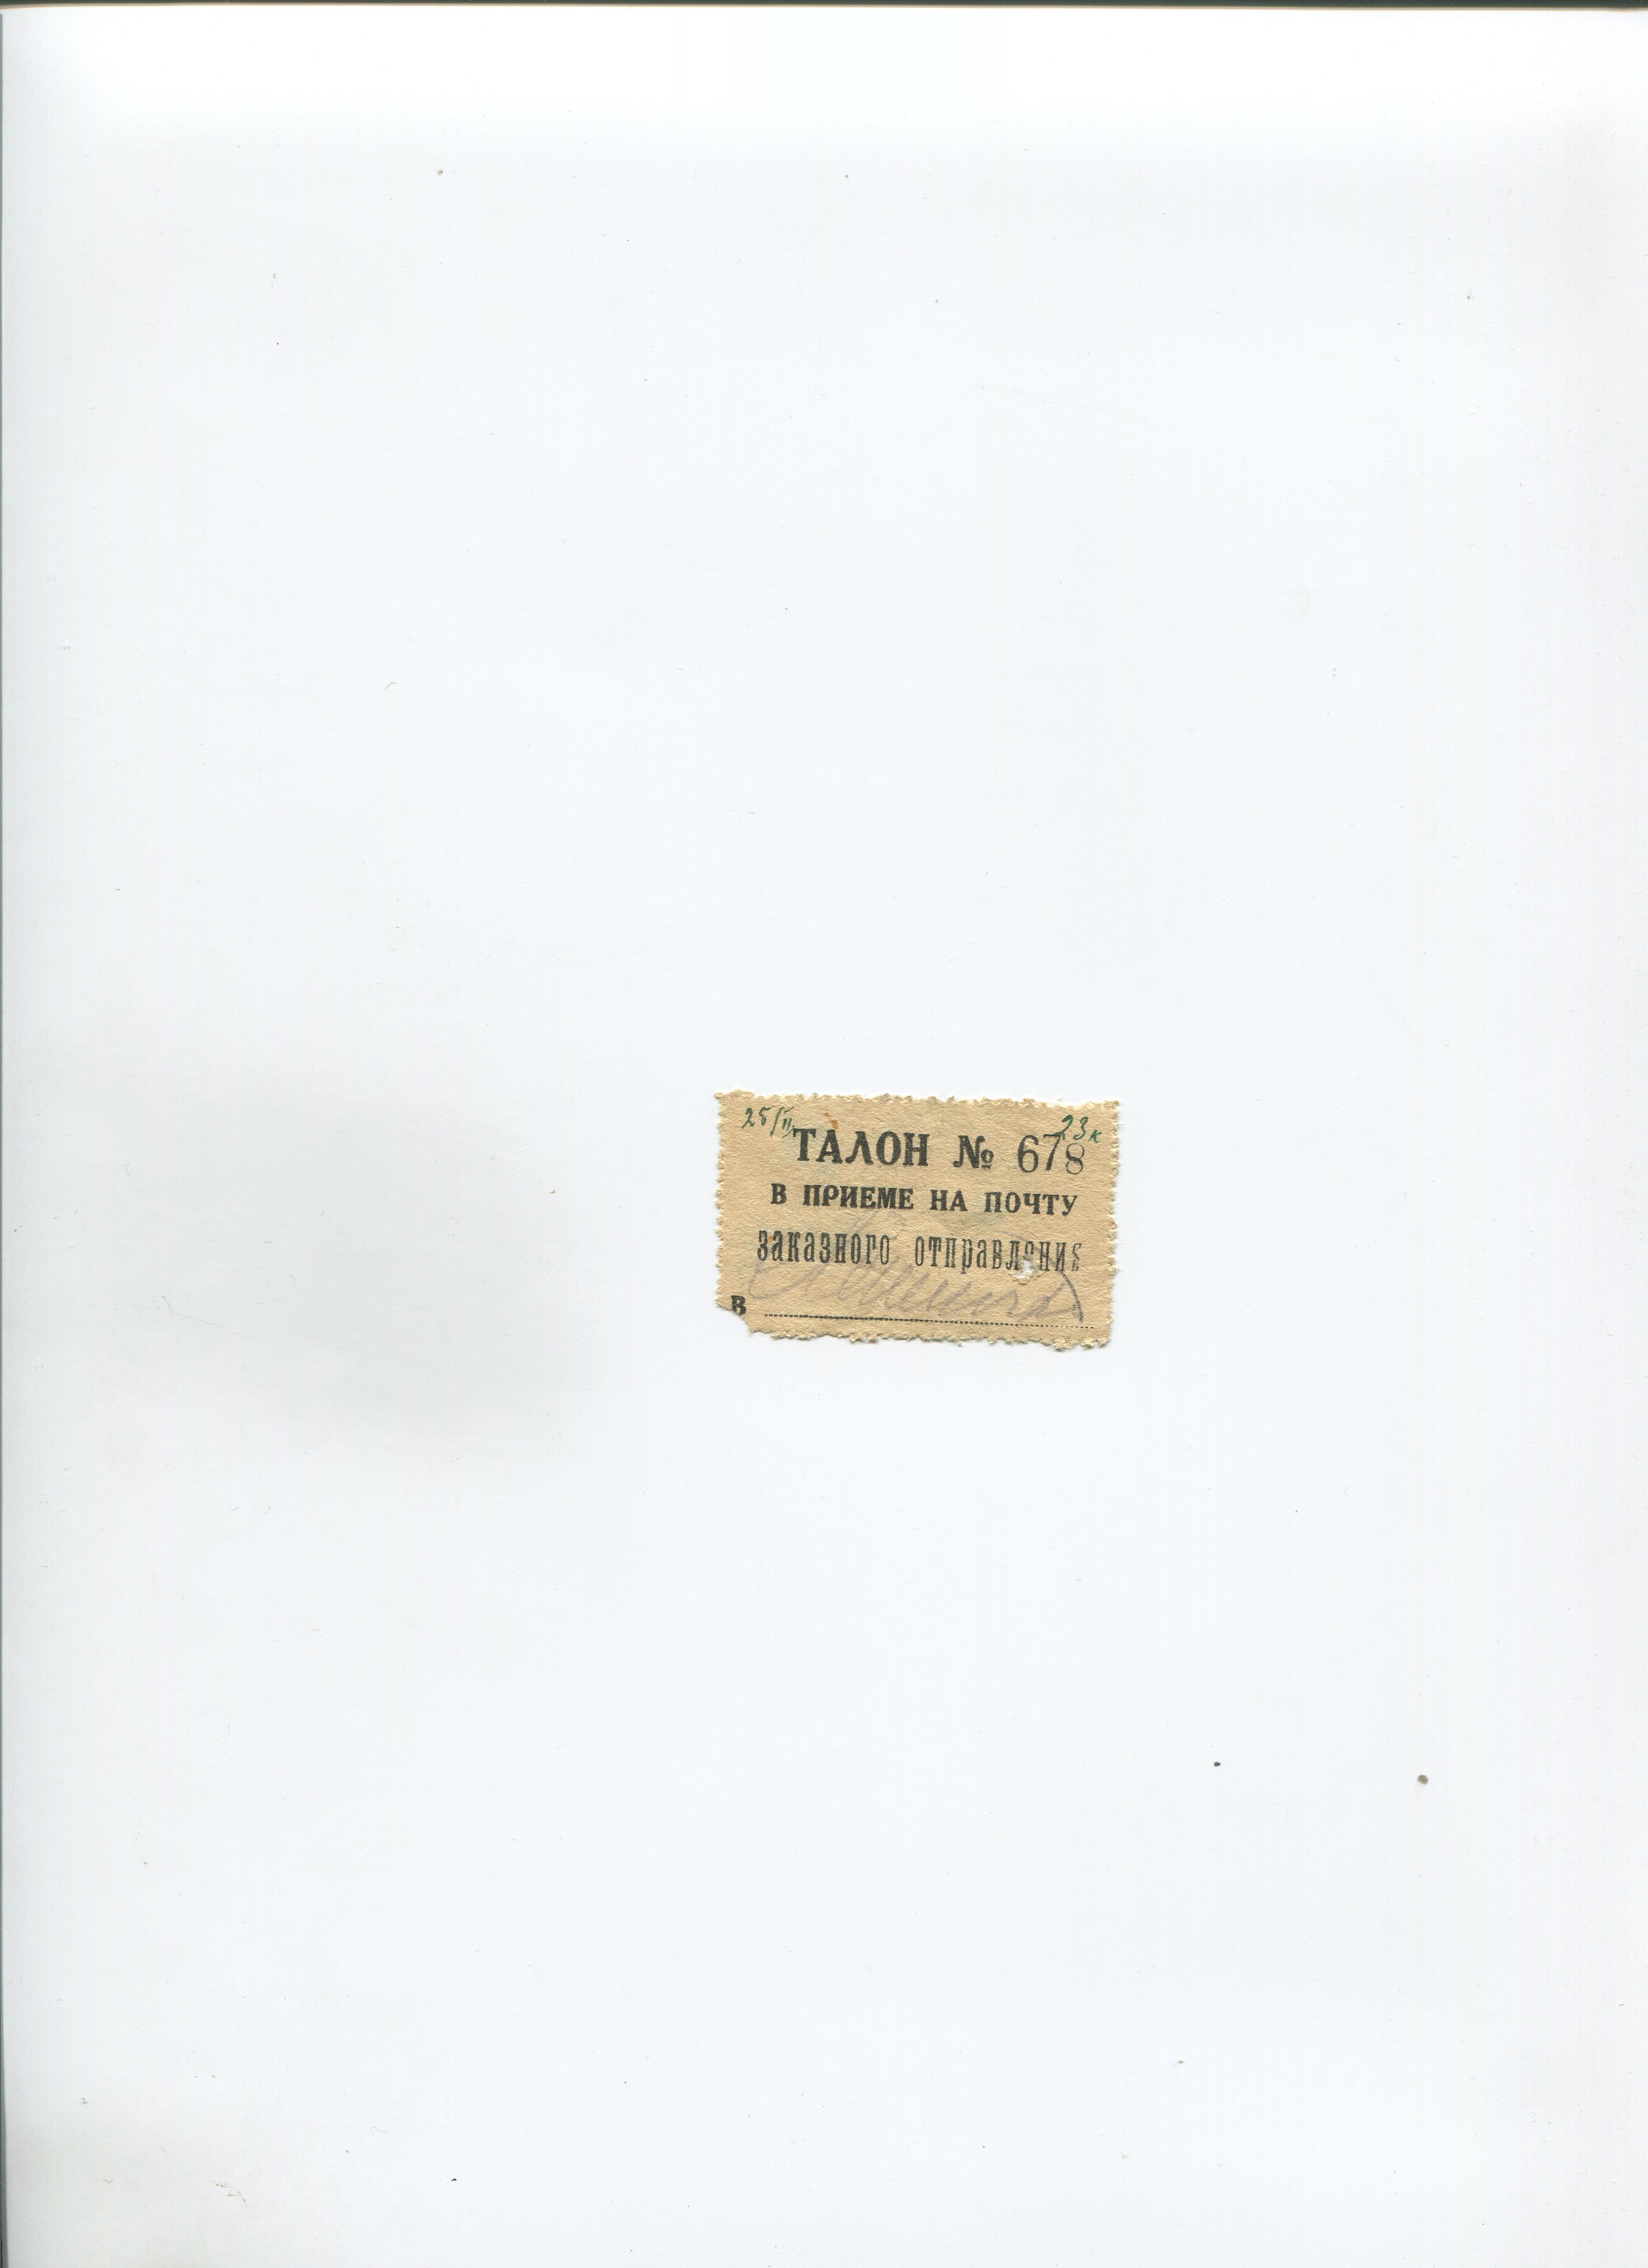 25/II 23к
ТАЛОН № 678
В ПРИЕМЕ НА ПОЧТУ
заказного отправления
В